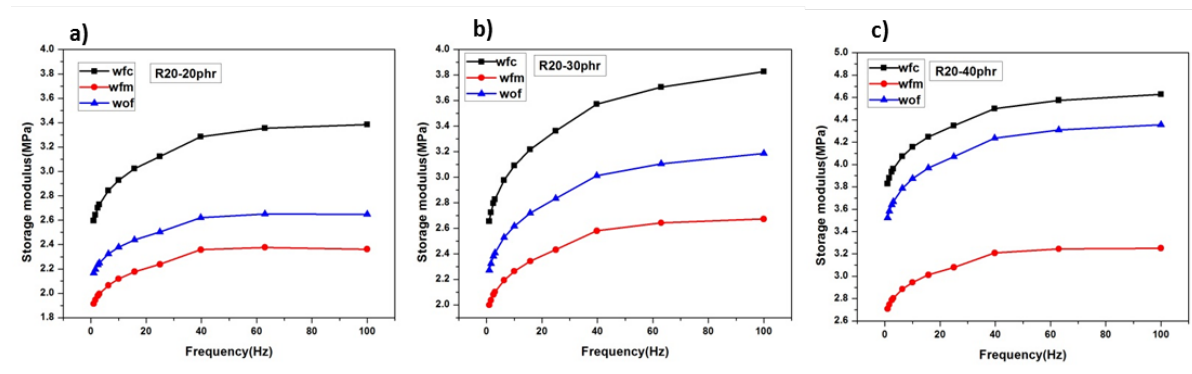 a)
4.0
3.8
3.6
3.4
3.2
3.0
2.8
2.6
2.4
2.2
2.0
1.8
Storage modulus(MPa)
wfc
wfm
wof
R20-20phr
0 20 40 60 80 100
Frequency(Hz)
b)
4.0
3.8
3.6
3.4
3.2
3.0
2.8
2.6
2.4
2.2
2.0
Storage modulus(MPa)
wfc
wfm
wof
R20-30phr
0 20 40 60 80 100
Frequency(Hz)
c)
5.0
4.8
4.6
4.4
4.2
4.0
3.8
3.6
3.4
3.2
3.0
2.8
2.6
Storage modulus(MPa)
wfc
wfm
wof
R20-40phr
0 20 40 60 80 100
Frequency(Hz)